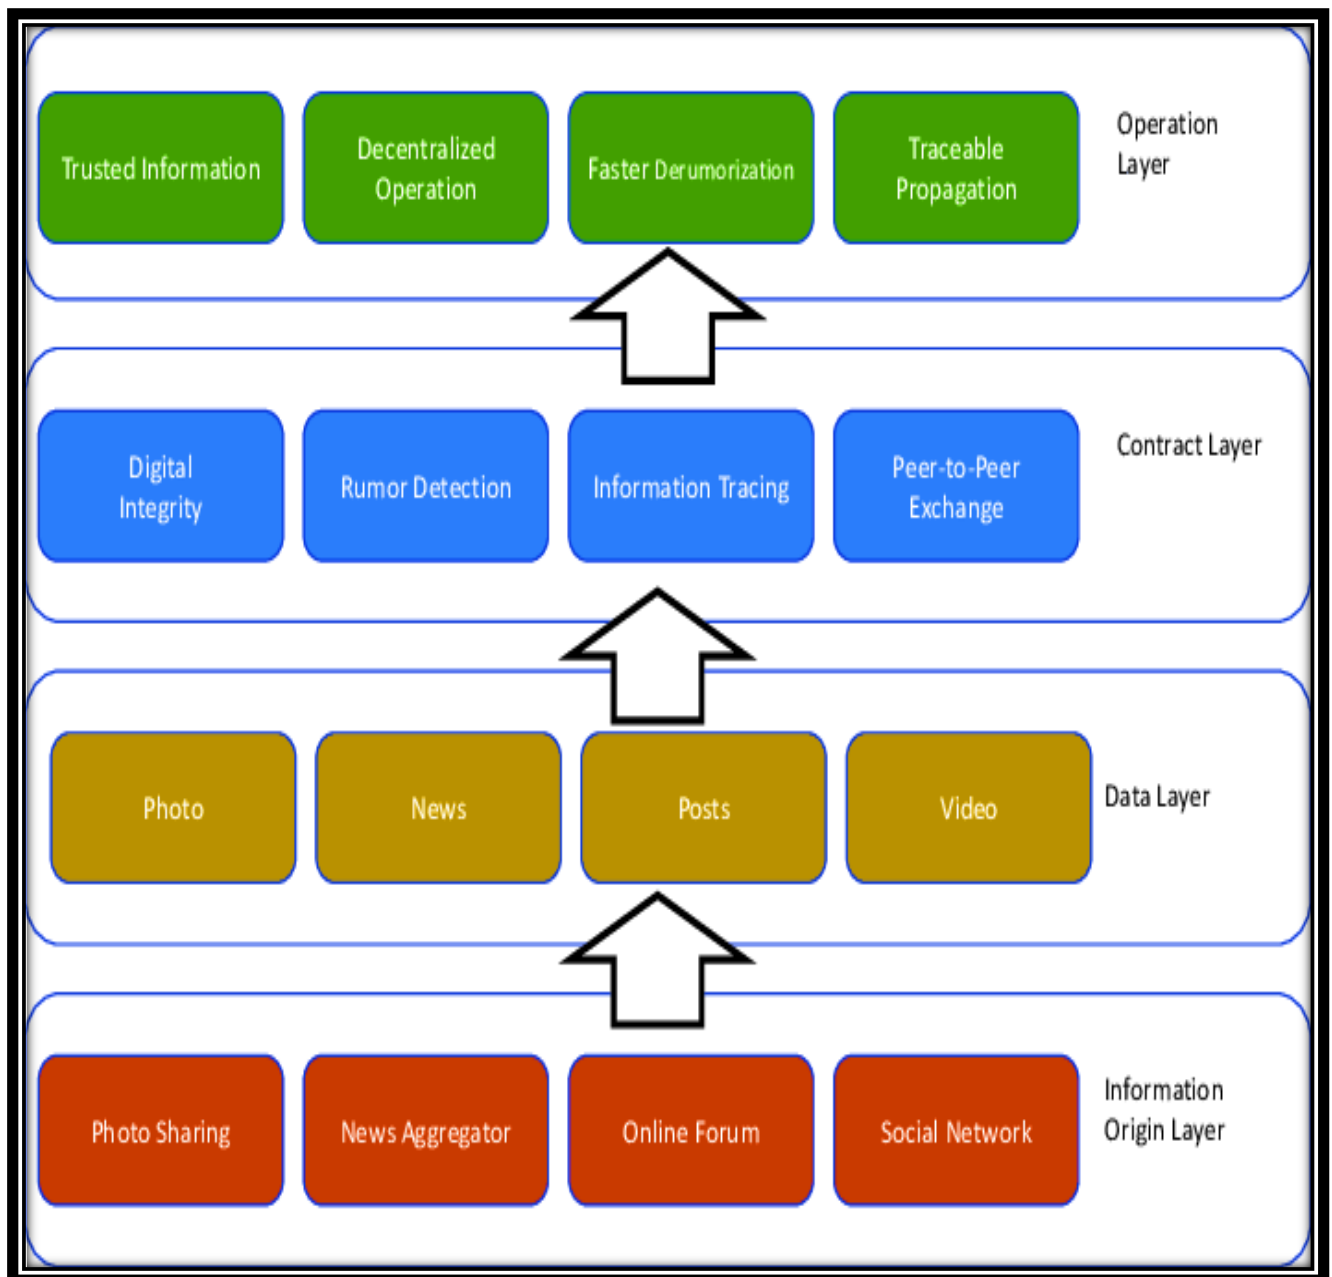 Trusted Information
Decentralized
Operation
Faster Derumorization
Traceable
Propagation
Operation
Layer
Digital
Integrity
Rumor Detection
Information Tracing
Peer-to-Peer
Exchange
Contract Layer
Photo
News
Posts
Video
Data Layer
Photo Sharing
News Aggregator
Online Forum
Social Network
Information
Origin Layer